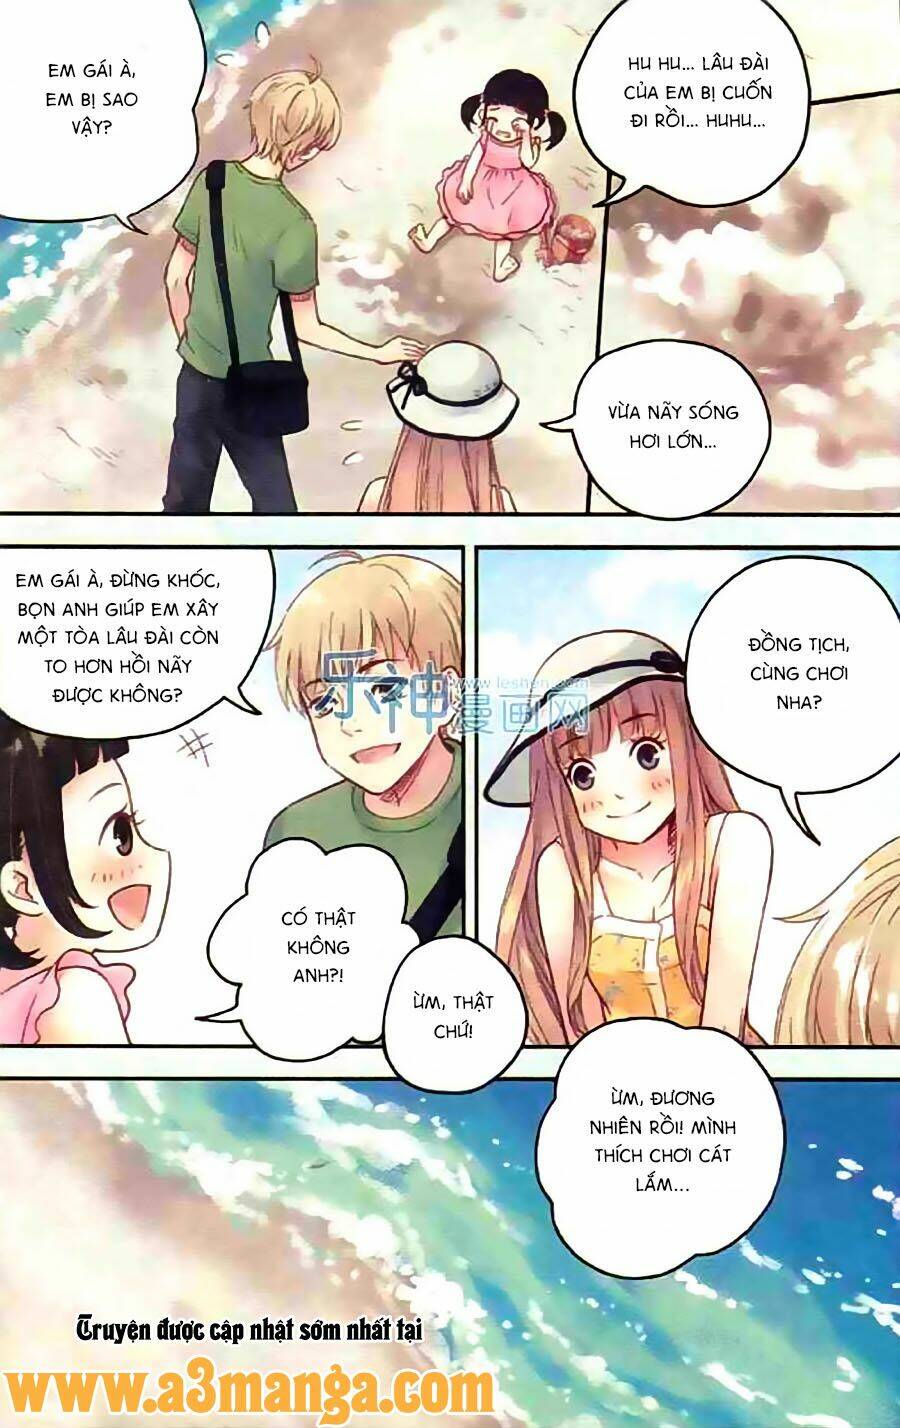 EM GÁI À,
EM BỊ SAO
VẬY?
HU HU... LÂU ĐÀI
CỦA EM BỊ CUỐN
ĐI RỒI... HUHU...
VỪA NÃY SÓNG
HƠI LỚN...
EM GÁI À, ĐỪNG KHÓC,
BỌN ANH GIÚP EM XÂY
MỘT TÒA LÂU ĐÀI CÒN
TO HƠN HỒI NÃY
ĐƯỢC KHÔNG?
ĐỒNG TỊCH,
CÙNG CHƠI
NHA?
乐神漫画网
www.leshen.com
CÓ THẬT
KHÔNG
ANH?!
ỪM, THẬT
CHỨ!
ỪM, ĐƯƠNG
NHIÊN RỒI! MÌNH
THÍCH CHƠI CÁT
LẮM...
Truyện được cập nhật sớm nhất tại
www.a3manga.com